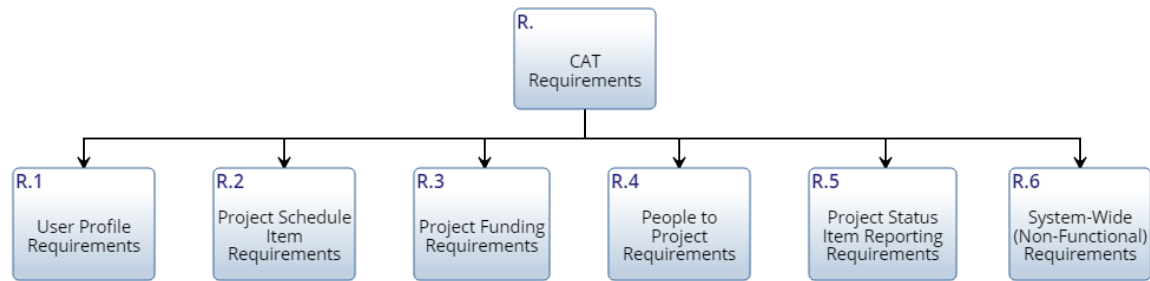 R.
CAT
Requirements
R.1
User Profile
Requirements
R.2
Project Schedule
Item
Requirements
R.3
Project Funding
Requirements
R.4
People to
Project
Requirements
R.5
Project Status
Item Reporting
Requirements
R.6
System-Wide
(Non-Functional)
Requirements